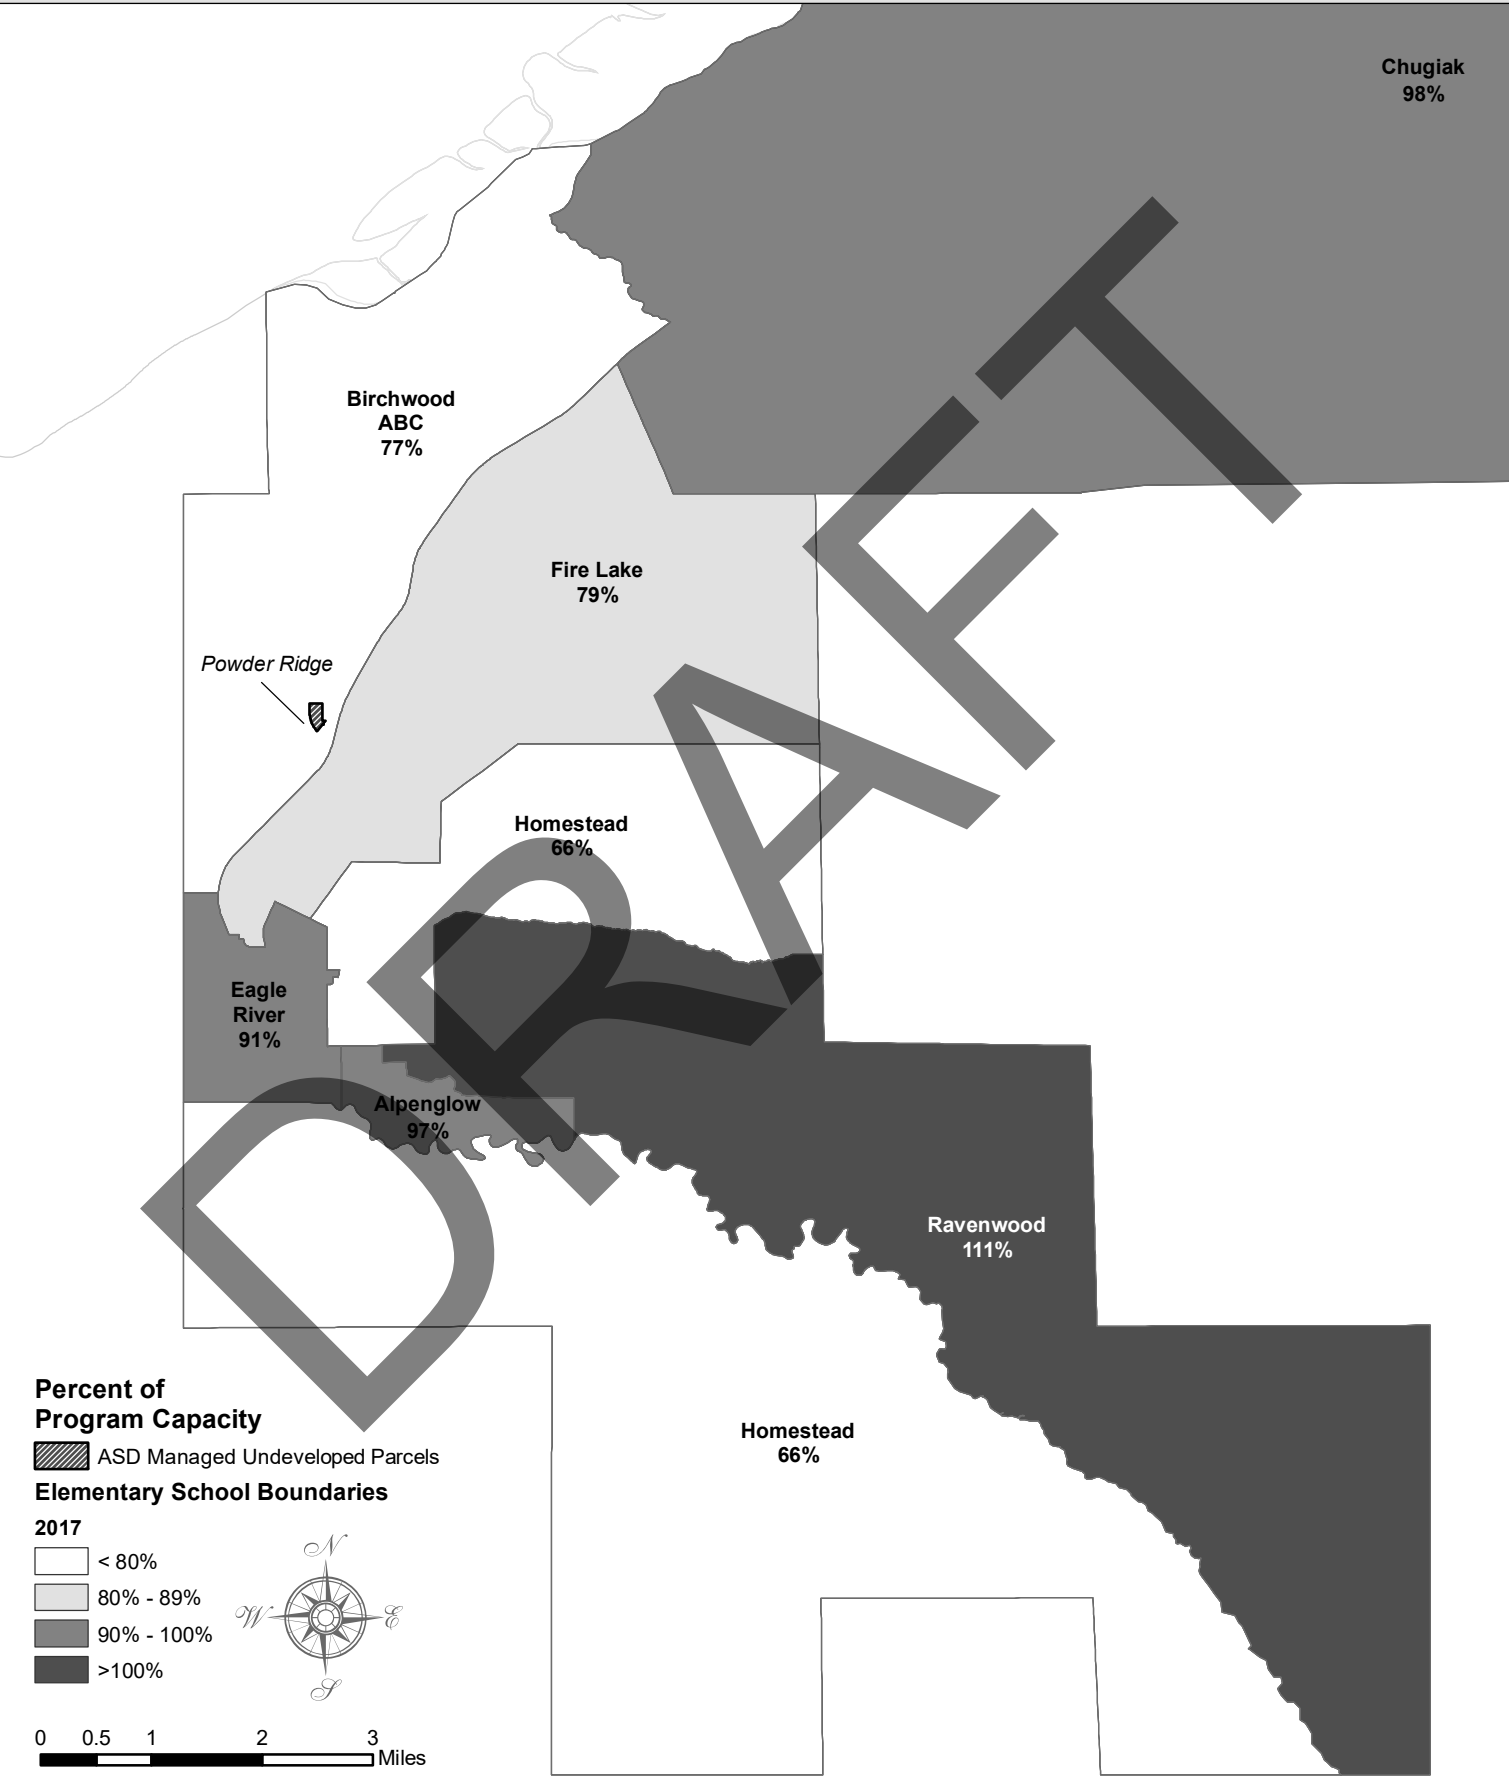 Chugiak
98%
Birchwood
ABC
77%
Fire Lake
79%
Powder Ridge
Homestead
66%
Eagle
River
91%
Alpenglow
97%
Ravenwood
111%
Homestead
66%
DRAFT
Percent of
Program Capacity
ASD Managed Undeveloped Parcels
Elementary School Boundaries
2017
< 80%
80% - 89%
90% - 100%
>100%
N
W E
S
0 0.5 1 2 3
Miles